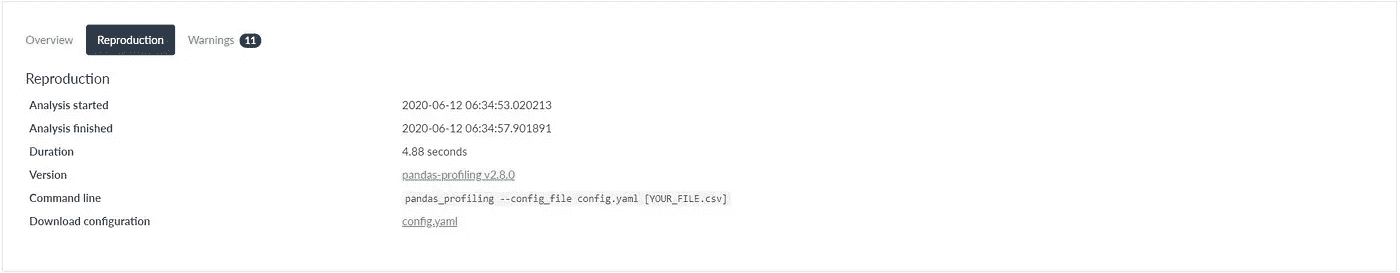 Overview Reproduction Warnings 11
Reproduction
Analysis started 2020-06-12 06:34:53.020213
Analysis finished 2020-06-12 06:34:57.901891
Duration 4.88 seconds
Version pandas-profiling v2.8.0
Command line pandas_profiling --config_file config.yaml [YOUR_FILE.csv]
Download configuration config.yaml